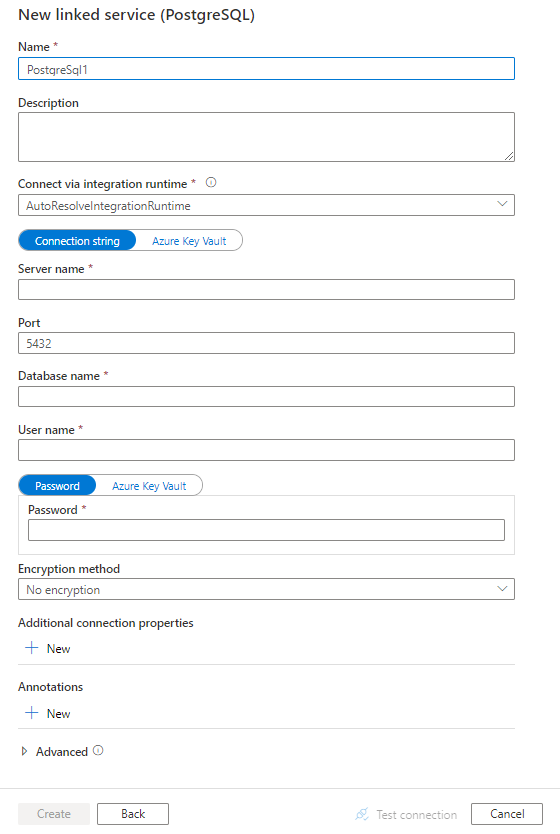 New linked service (PostgreSQL)
Name *
PostgreSql1
Description
Connect via integration runtime *
AutoResolveIntegrationRuntime
Connection string Azure Key Vault
Server name *
Port
5432
Database name *
User name *
Password Azure Key Vault
Password *
Encryption method
No encryption
Additional connection properties
New
Annotations
New
Advanced
Create Back Test connection Cancel